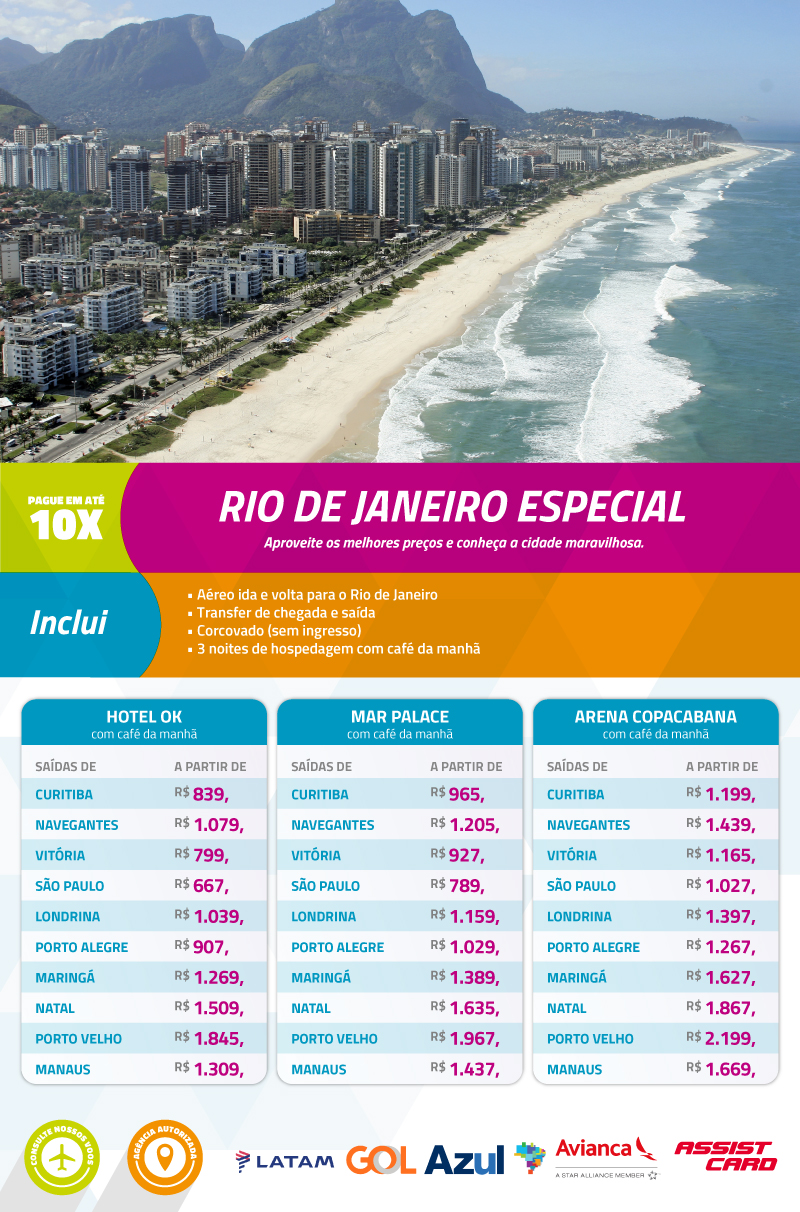 PAGUE EM ATÉ
10X
RIO DE JANEIRO ESPECIAL
Aproveite os melhores preços e conheça a cidade maravilhosa.
Inclui
• Aéreo ida e volta para o Rio de Janeiro
• Transfer de chegada e saída
• Corcovado (sem ingresso)
• 3 noites de hospedagem com café da manhã
HOTEL OK
com café da manhã
SAÍDAS DE A PARTIR DE
CURITIBA R$ 839,
NAVEGANTES R$ 1.079,
VITÓRIA R$ 799,
SÃO PAULO R$ 667,
LONDRINA R$ 1.039,
PORTO ALEGRE R$ 907,
MARINGÁ R$ 1.269,
NATAL R$ 1.509,
PORTO VELHO R$ 1.845,
MANAUS R$ 1.309,
MAR PALACE
com café da manhã
SAÍDAS DE A PARTIR DE
CURITIBA R$ 965,
NAVEGANTES R$ 1.205,
VITÓRIA R$ 927,
SÃO PAULO R$ 789,
LONDRINA R$ 1.159,
PORTO ALEGRE R$ 1.029,
MARINGÁ R$ 1.389,
NATAL R$ 1.635,
PORTO VELHO R$ 1.967,
MANAUS R$ 1.437,
ARENA COPACABANA
com café da manhã
SAÍDAS DE A PARTIR DE
CURITIBA R$ 1.199,
NAVEGANTES R$ 1.439,
VITÓRIA R$ 1.165,
SÃO PAULO R$ 1.027,
LONDRINA R$ 1.397,
PORTO ALEGRE R$ 1.267,
MARINGÁ R$ 1.627,
NATAL R$ 1.867,
PORTO VELHO R$ 2.199,
MANAUS R$ 1.669,
CONSULTE NOSSOS VOOS
AGÊNCIA AUTORIZADA
LATAM
GOL
Azul
Avianca
A STAR ALLIANCE MEMBER
ASSIST
CARD